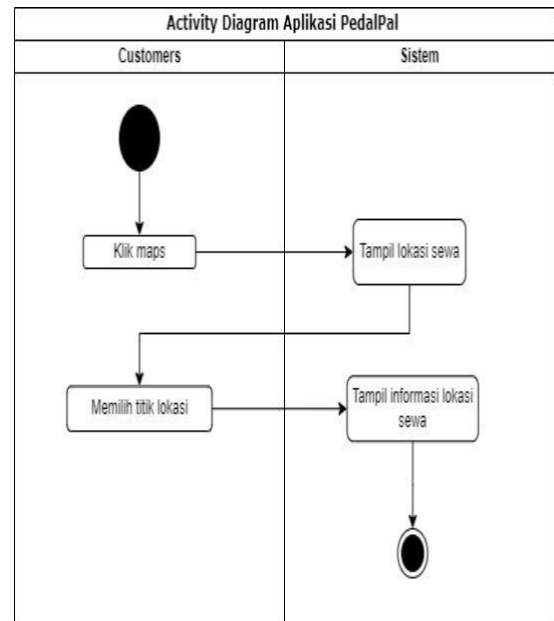 Activity Diagram Aplikasi PedalPal
Customers
Sistem
Klik maps
Tampil lokasi sewa
Memilih titik lokasi
Tampil informasi lokasi
sewa